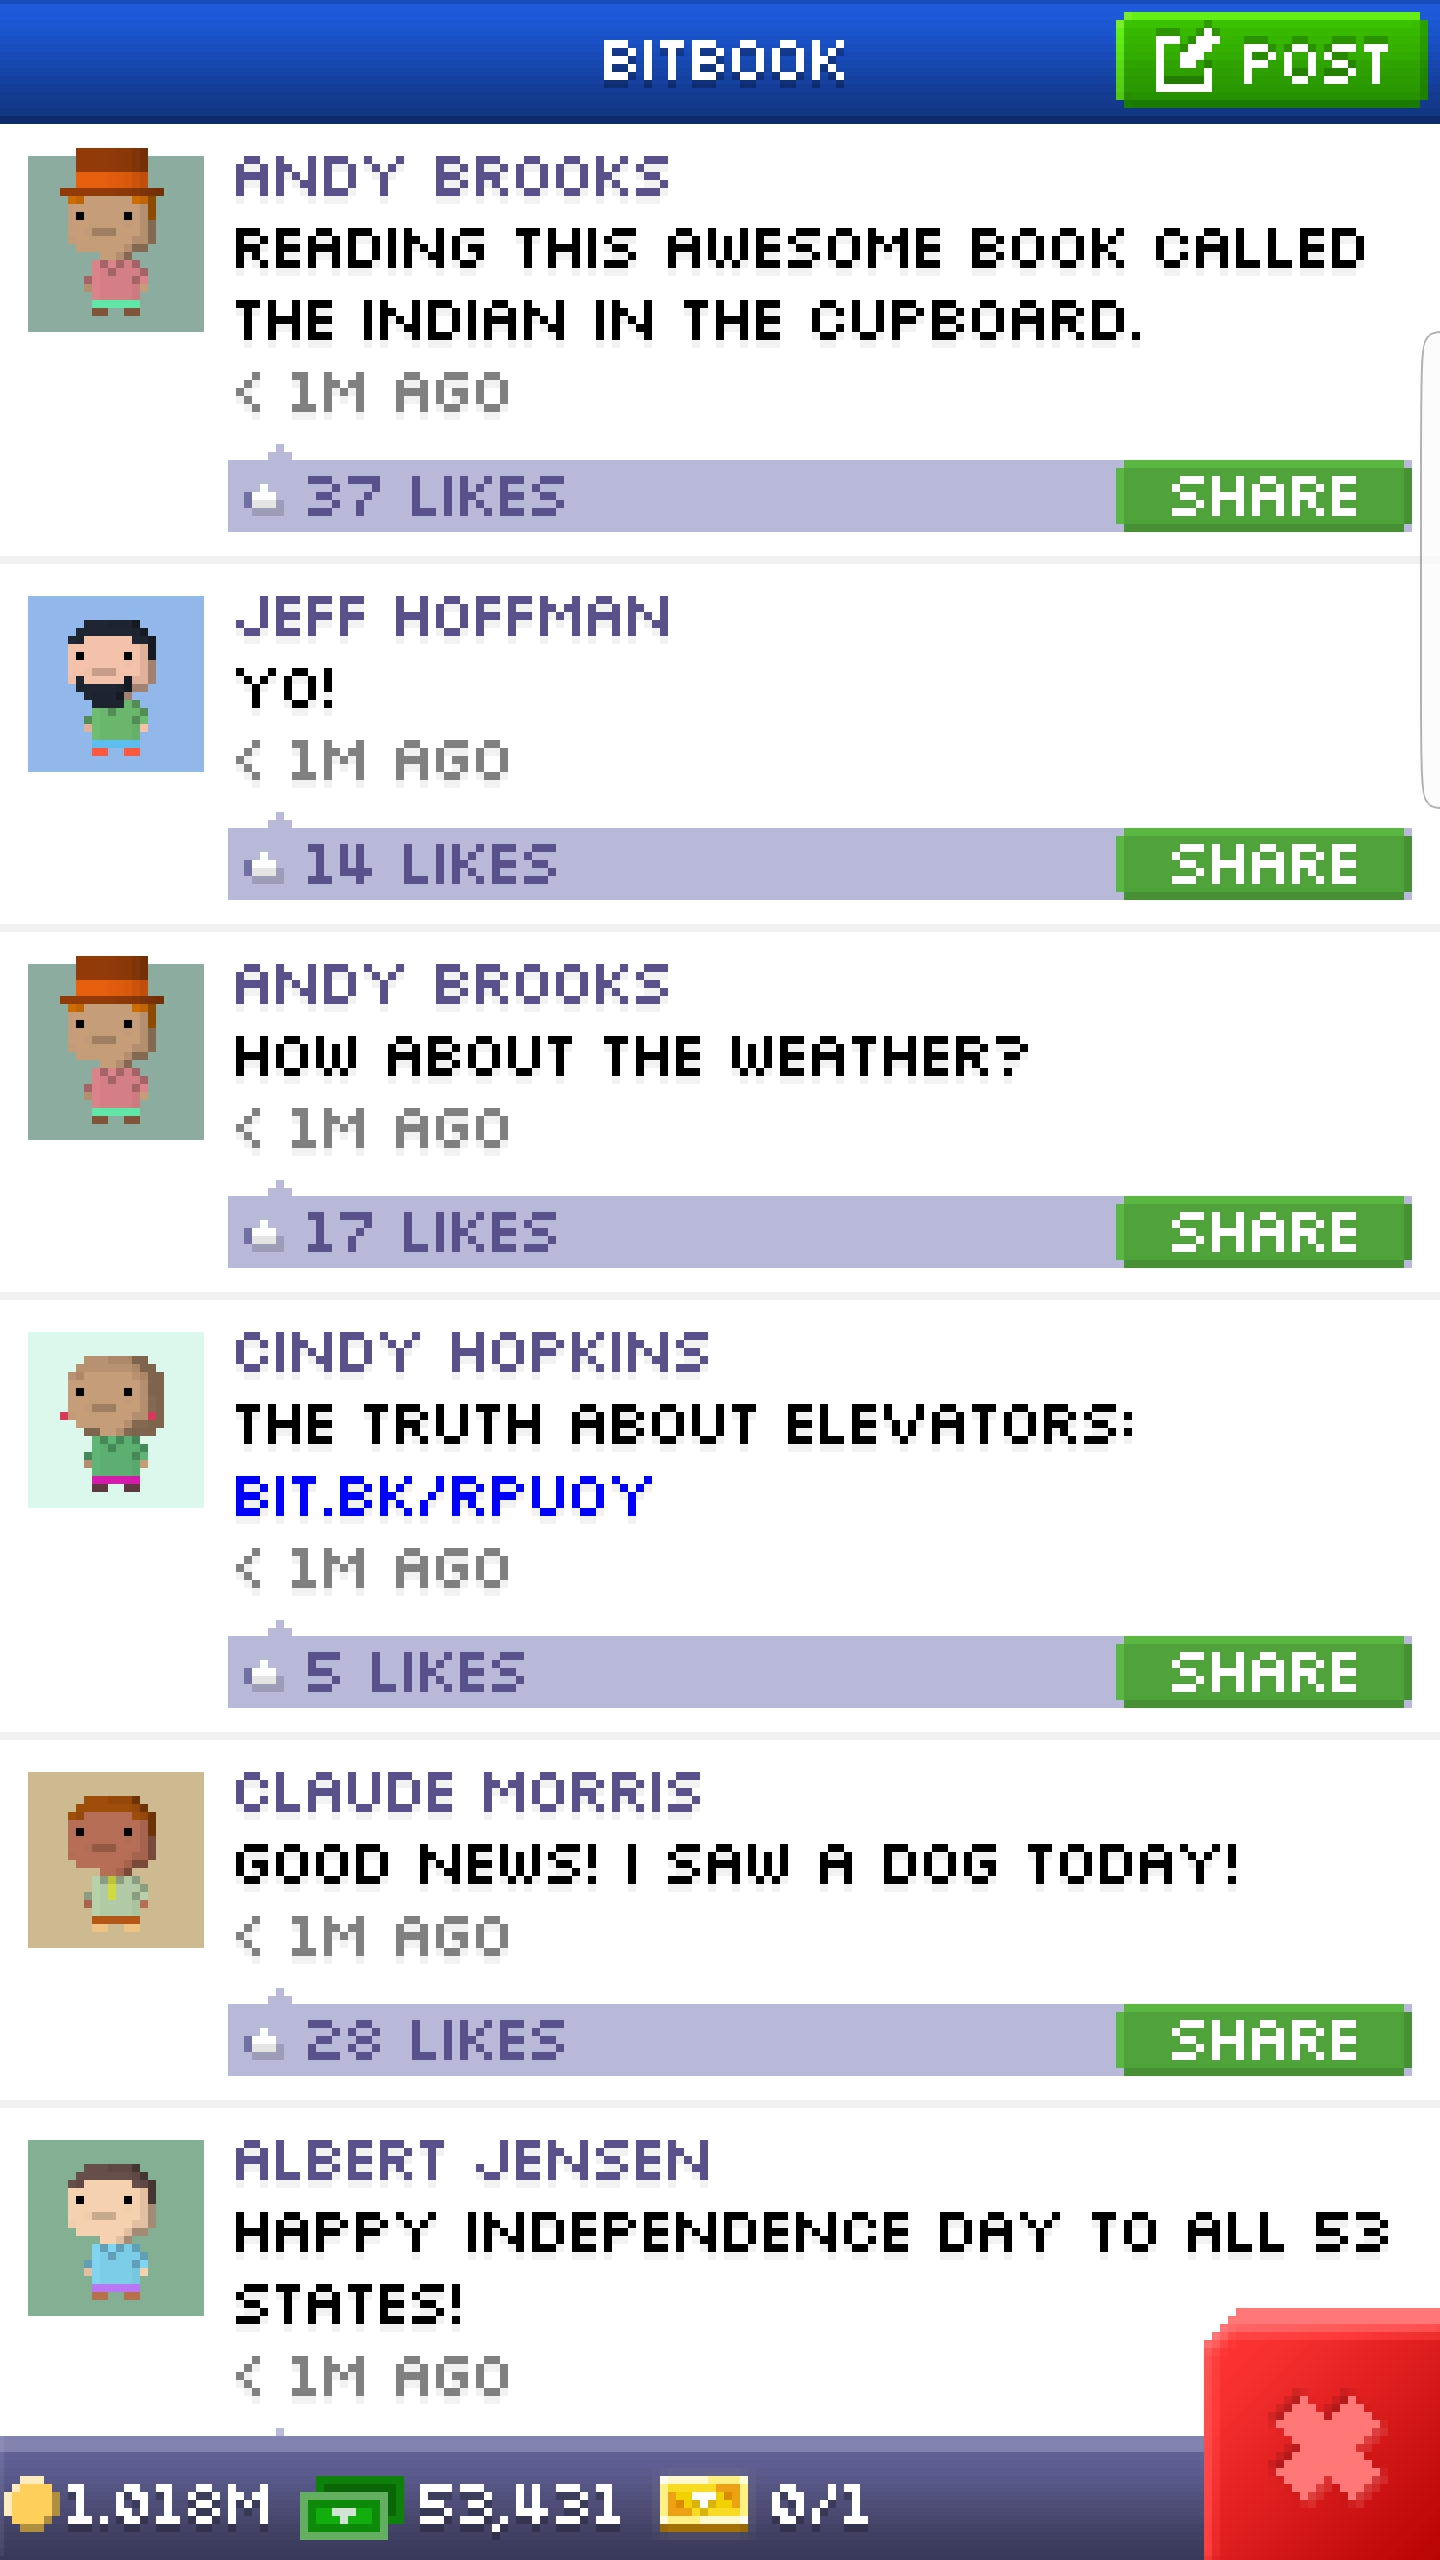 BITBOOK
POST
ANDY BROOKS
READING THIS AWESOME BOOK CALLED
THE INDIAN IN THE CUPBOARD.
< 1M AGO
37 LIKES
SHARE
JEFF HOFFMAN
YO!
< 1M AGO
14 LIKES
SHARE
ANDY BROOKS
HOW ABOUT THE WEATHER?
< 1M AGO
17 LIKES
SHARE
CINDY HOPKINS
THE TRUTH ABOUT ELEVATORS:
BIT.BK/RPUOY
< 1M AGO
5 LIKES
SHARE
CLAUDE MORRIS
GOOD NEWS! I SAW A DOG TODAY!
< 1M AGO
28 LIKES
SHARE
ALBERT JENSEN
HAPPY INDEPENDENCE DAY TO ALL 53
STATES!
< 1M AGO
1.018M 53,431 0/1